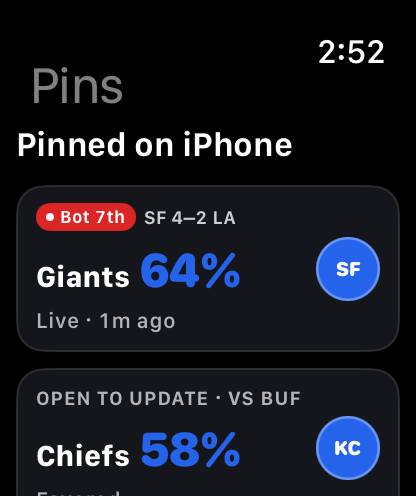 2:52
Pins
Pinned on iPhone
Bot 7th SF 4–2 LA
Giants 64% SF
Live · 1m ago
OPEN TO UPDATE · VS BUF
Chiefs 58% KC